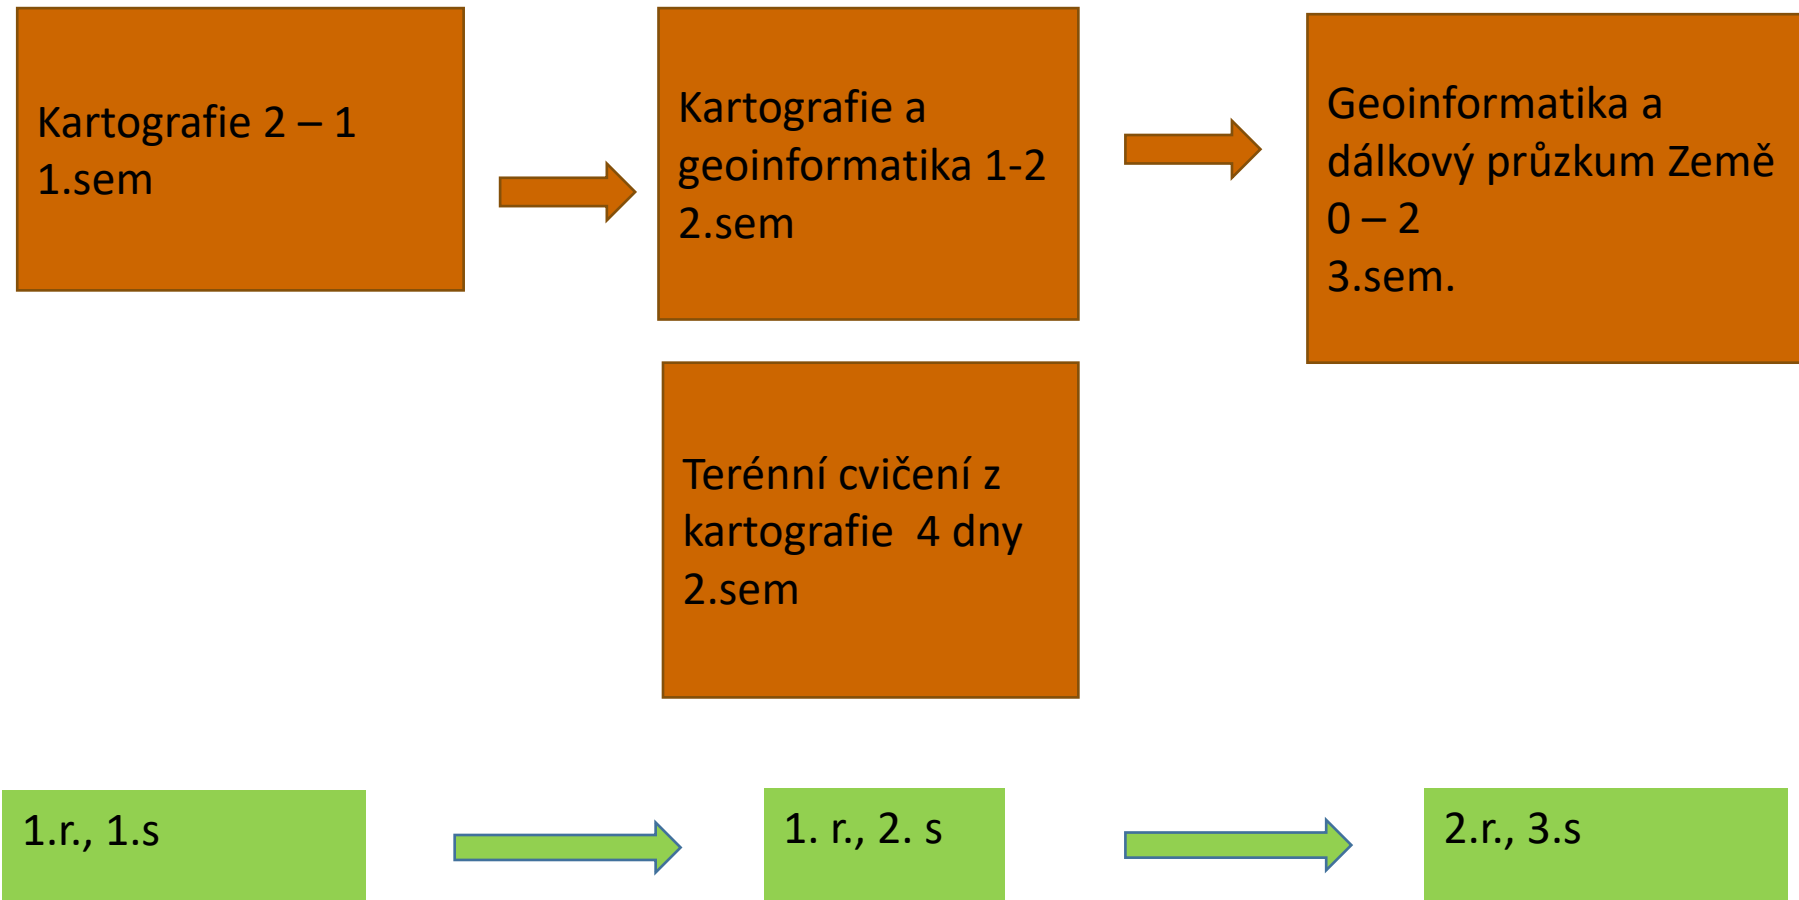 Kartografie 2 – 1
1.sem
Kartografie a
geoinformatika 1-2
2.sem
Geoinformatika a
dálkový průzkum Země
0 – 2
3.sem.
Terénní cvičení z
kartografie  4 dny
2.sem
1.r., 1.s
1. r., 2. s
2.r., 3.s